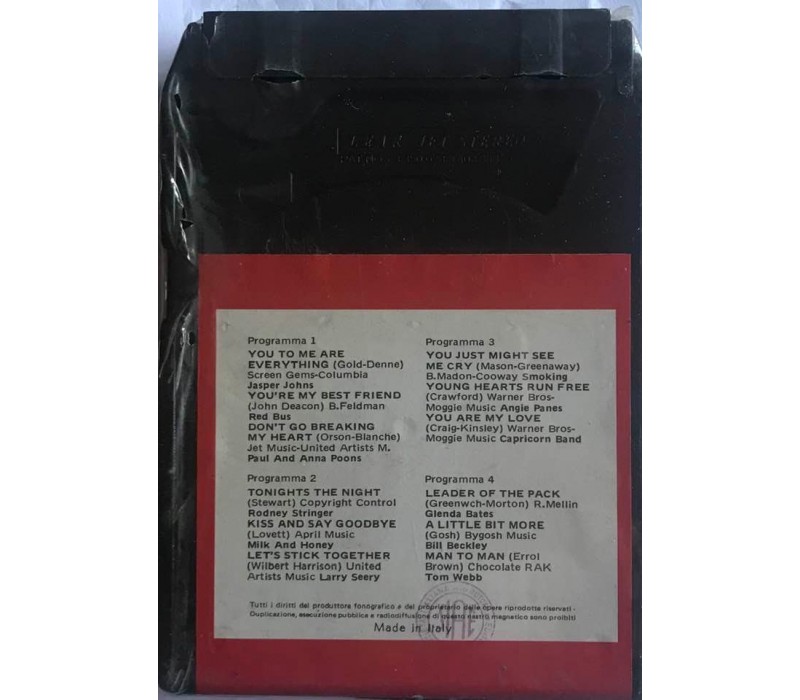 LEAR JET STEREO
Programma 1
YOU TO ME ARE
EVERYTHING (Gold-Denne)
Screen Gems-Columbia
Jasper Johns
YOU'RE MY BEST FRIEND
(John Deacon) B.Feldman
Red Bus
DON'T GO BREAKING
MY HEART (Orson-Blanche)
Jet Music-United Artists M.
Paul And Anna Poons
Programma 2
TONIGHTS THE NIGHT
(Stewart) Copyright Control
Rodney Stringer
KISS AND SAY GOODBYE
(Lovett) April Music
Milk And Honey
LET'S STICK TOGETHER
(Wilbert Harrison) United
Artists Music Larry Seery
Programma 3
YOU JUST MIGHT SEE
ME CRY (Mason-Greenaway)
B.Madon-Cooway Smoking
YOUNG HEARTS RUN FREE
(Crawford) Warner Bros-
Moggie Music Angie Panes
YOU ARE MY LOVE
(Craig-Kinsley) Warner Bros-
Moggie Music Capricorn Band
Programma 4
LEADER OF THE PACK
(Greenwch-Morton) R.Mellin
Glenda Bates
A LITTLE BIT MORE
(Gosh) Bygosh Music
Bill Beckley
MAN TO MAN (Errol
Brown) Chocolate RAK
Tom Webb
Tutti i diritti del produttore fonografico e del proprietario delle opere riprodotte riservati -
Duplicazione, esecuzione pubblica e radiodiffusione di questo nastro magnetico sono proibiti
Made in Italy